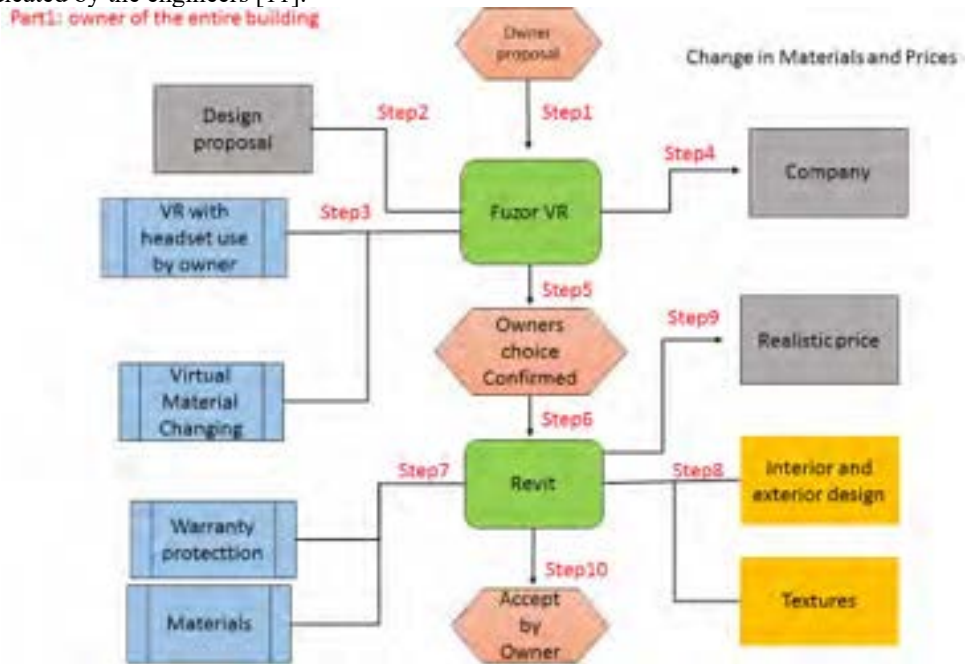 Part1: owner of the entire building
Owner
proposal
Change in Materials and Prices
Step1
Step2
Design
proposal
Step4
Company
Fuzor VR
Step3
VR with
headset use
by owner
Step5
Owners
choice
Confirmed
Step9
Realistic price
Virtual
Material
Changing
Step6
Step7
Revit
Step8
Interior and
exterior design
Warranty
protecttion
Step10
Materials
Accept
by
Owner
Textures